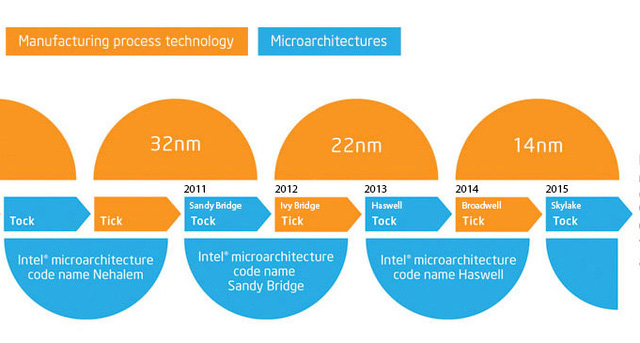 Manufacturing process technology
Microarchitectures
32nm
22nm
14nm
2011
2012
2013
2014
2015
Tock
Tick
Sandy Bridge
Tock
Ivy Bridge
Tick
Haswell
Tock
Broadwell
Tick
Skylake
Tock
Intel® microarchitecture
code name Nehalem
Intel® microarchitecture
code name
Sandy Bridge
Intel® microarchitecture
code name Haswell